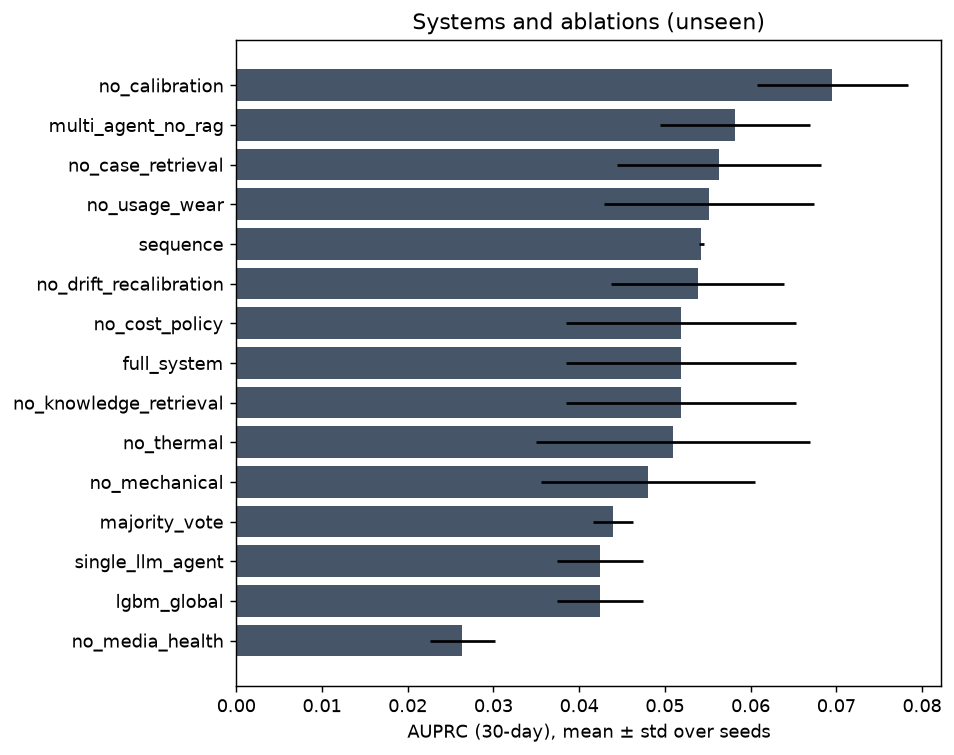 Systems and ablations (unseen)
no_calibration
multi_agent_no_rag
no_case_retrieval
no_usage_wear
sequence
no_drift_recalibration
no_cost_policy
full_system
no_knowledge_retrieval
no_thermal
no_mechanical
majority_vote
single_llm_agent
lgbm_global
no_media_health
0.00 0.01 0.02 0.03 0.04 0.05 0.06 0.07 0.08
AUPRC (30-day), mean ± std over seeds